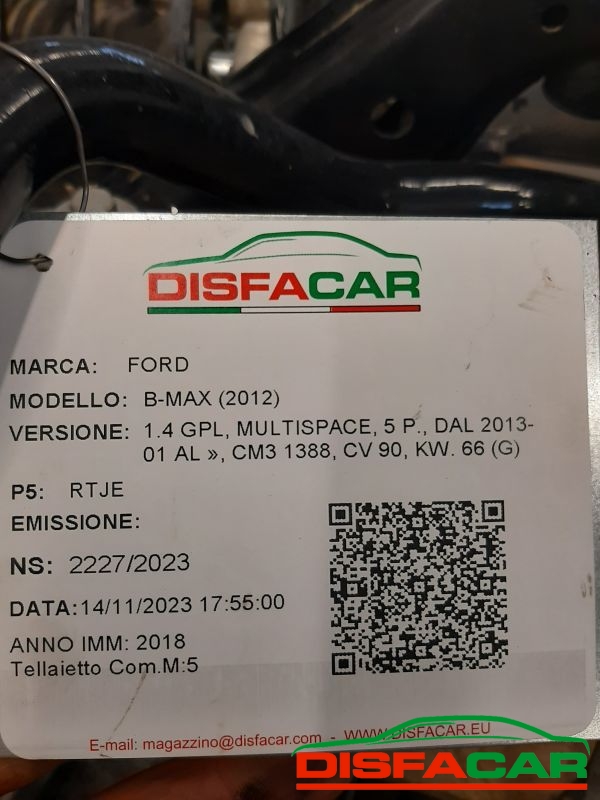 DISFACAR
MARCA: FORD
MODELLO: B-MAX (2012)
VERSIONE: 1.4 GPL, MULTISPACE, 5 P., DAL 2013-
01 AL », CM3 1388, CV 90, KW. 66 (G)
P5: RTJE
EMISSIONE:
NS: 2227/2023
DATA:14/11/2023 17:55:00
ANNO IMM: 2018
Tellaietto Com.M:5
E-mail: magazzino@disfacar.com - WWW.DISFACAR.EU
DISFACAR